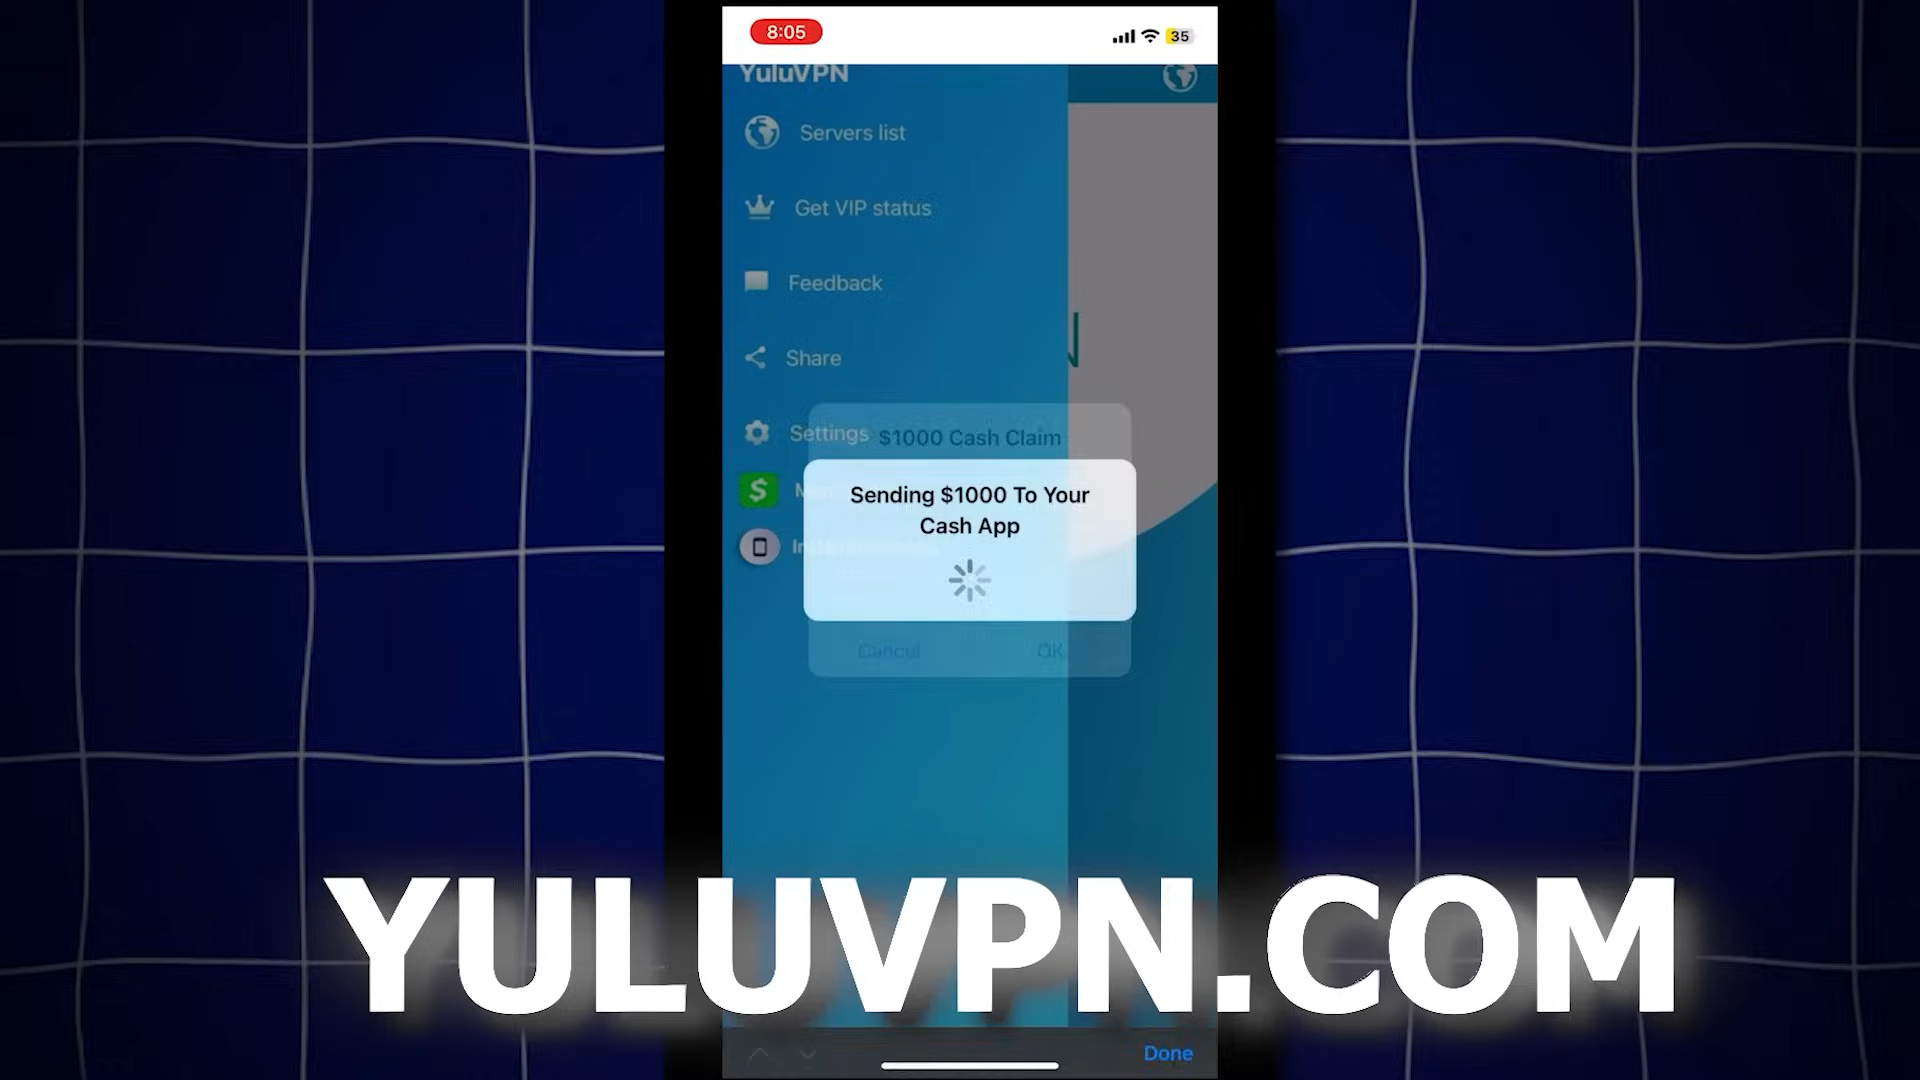 8:05
35
YuluVPN
Servers list
Get VIP status
Feedback
Share
Settings
$1000 Cash Claim
Sending $1000 To Your
Cash App
Cancul
OK
YULUVPN.COM
Done